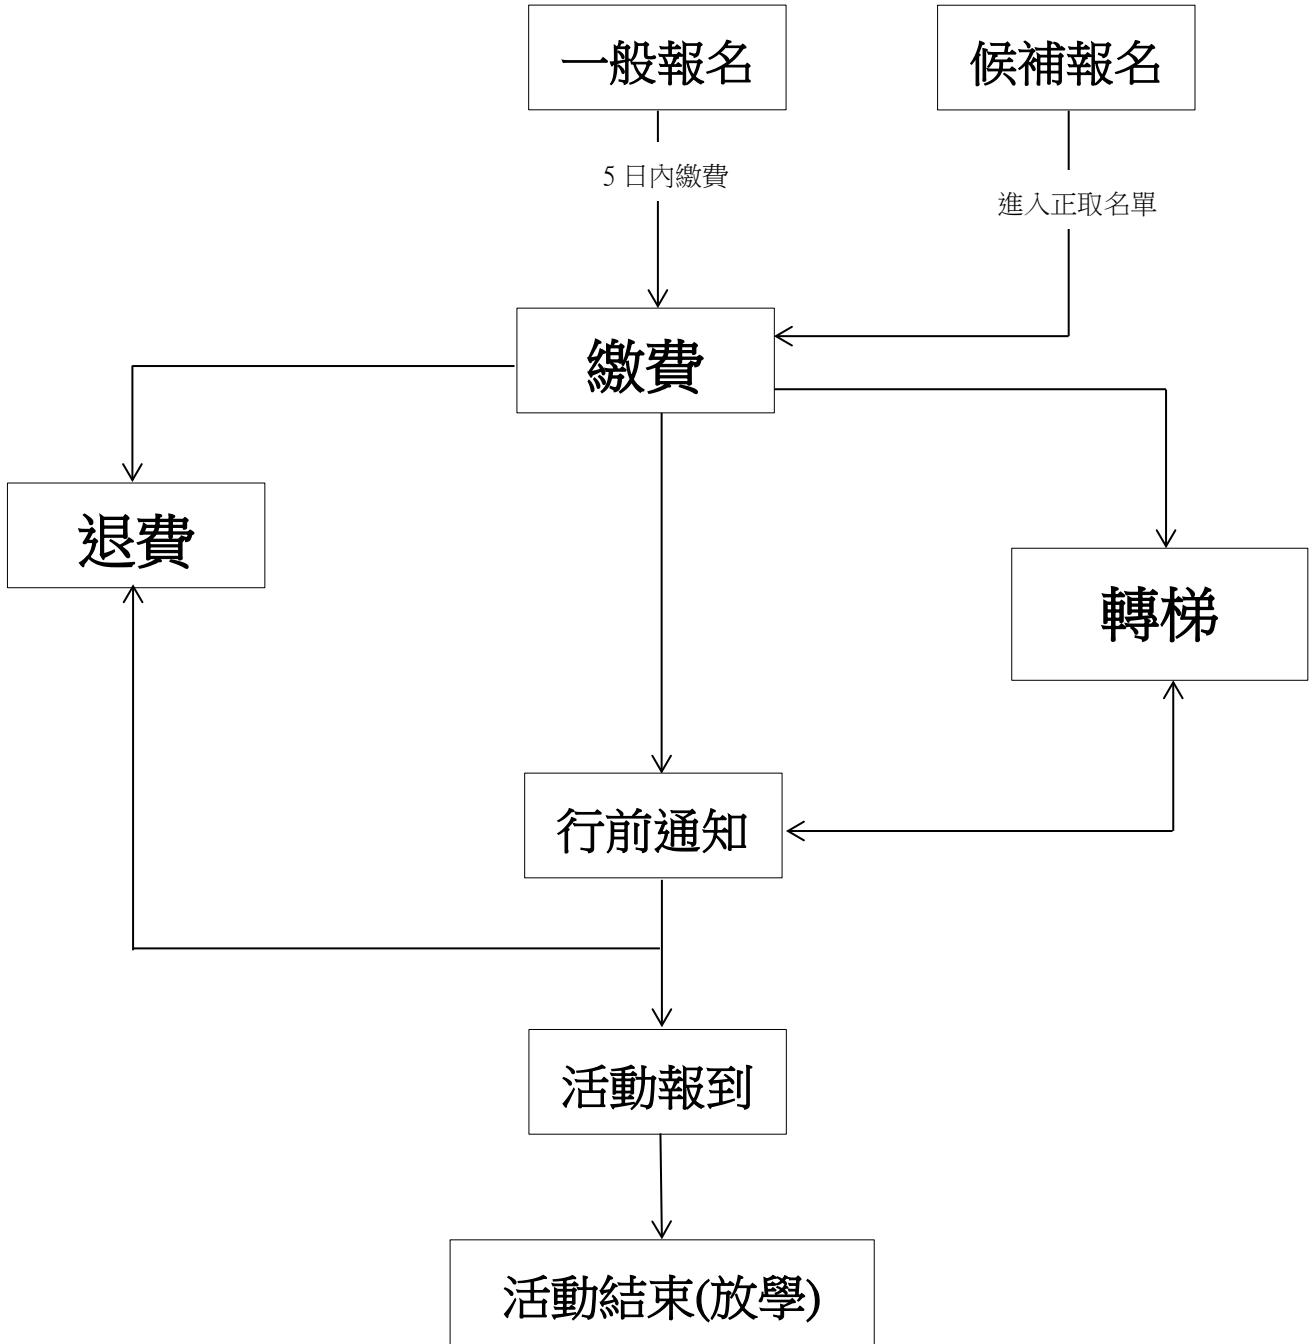 一般報名
候補報名
5 日內繳費
進入正取名單
繳費
退費
轉梯
行前通知
活動報到
活動結束(放學)